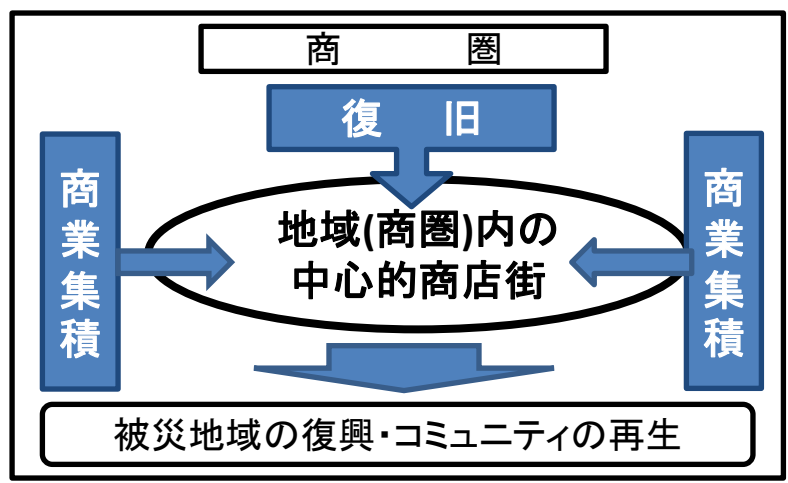 商　　　圏
復　旧
商業集積
地域(商圏)内の
中心的商店街
商業集積
被災地域の復興・コミュニティの再生